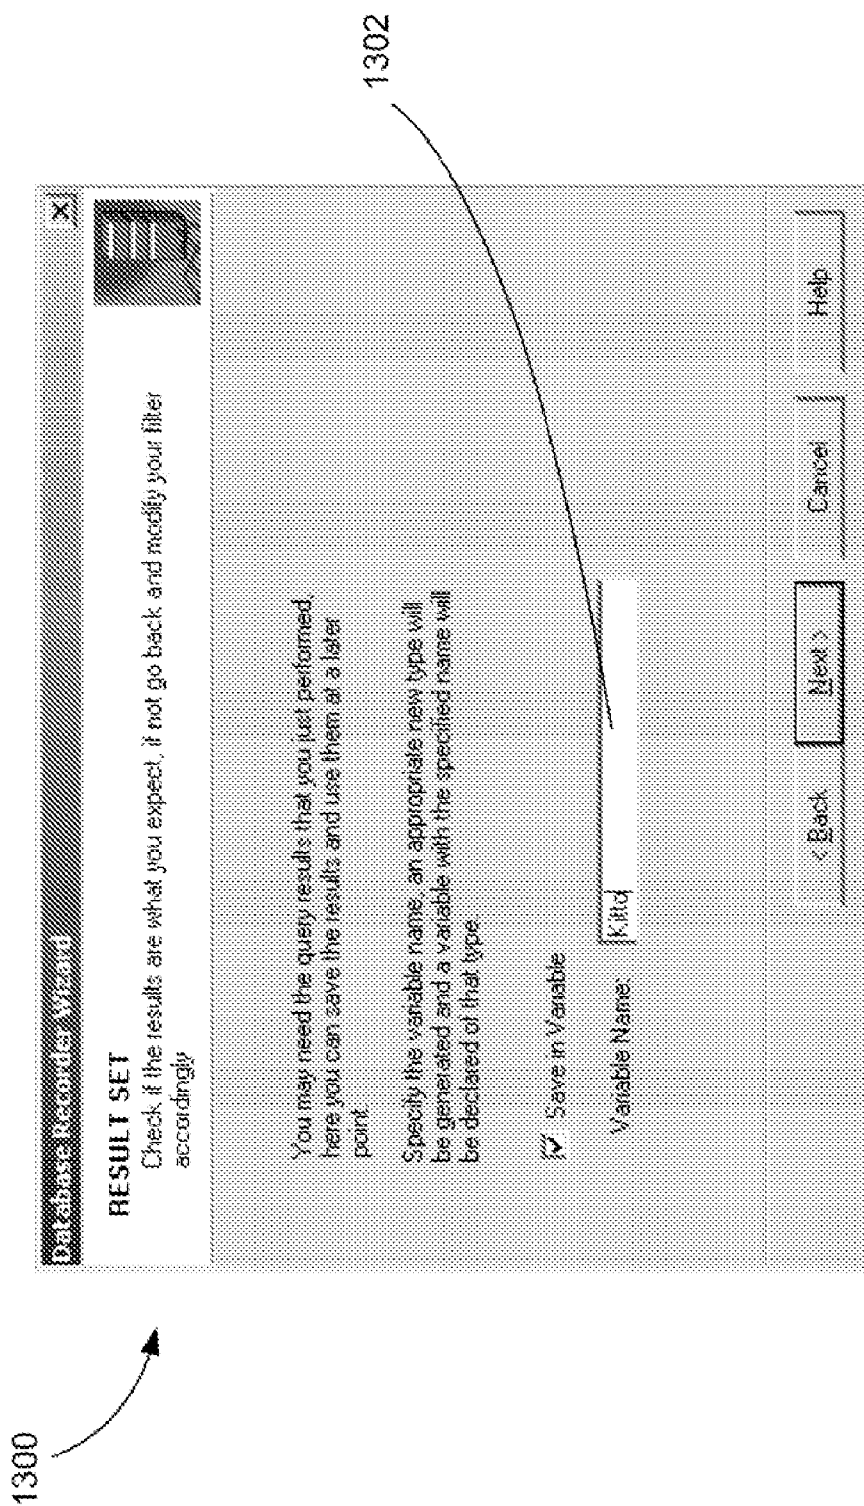 1300
1302
Database Recorder Wizard
RESULT SET
Check if the results are what you expect, if not go back and modify your filter
accordingly
You may need the query results that you just performed,
here you can save the results and use them at a later
point.
Specify the variable name, an appropriate new type will
be generated and a variable with the specified name will
be declared of that type.
Save in Variable
Variable Name:
< Back
Next >
Cancel
Help